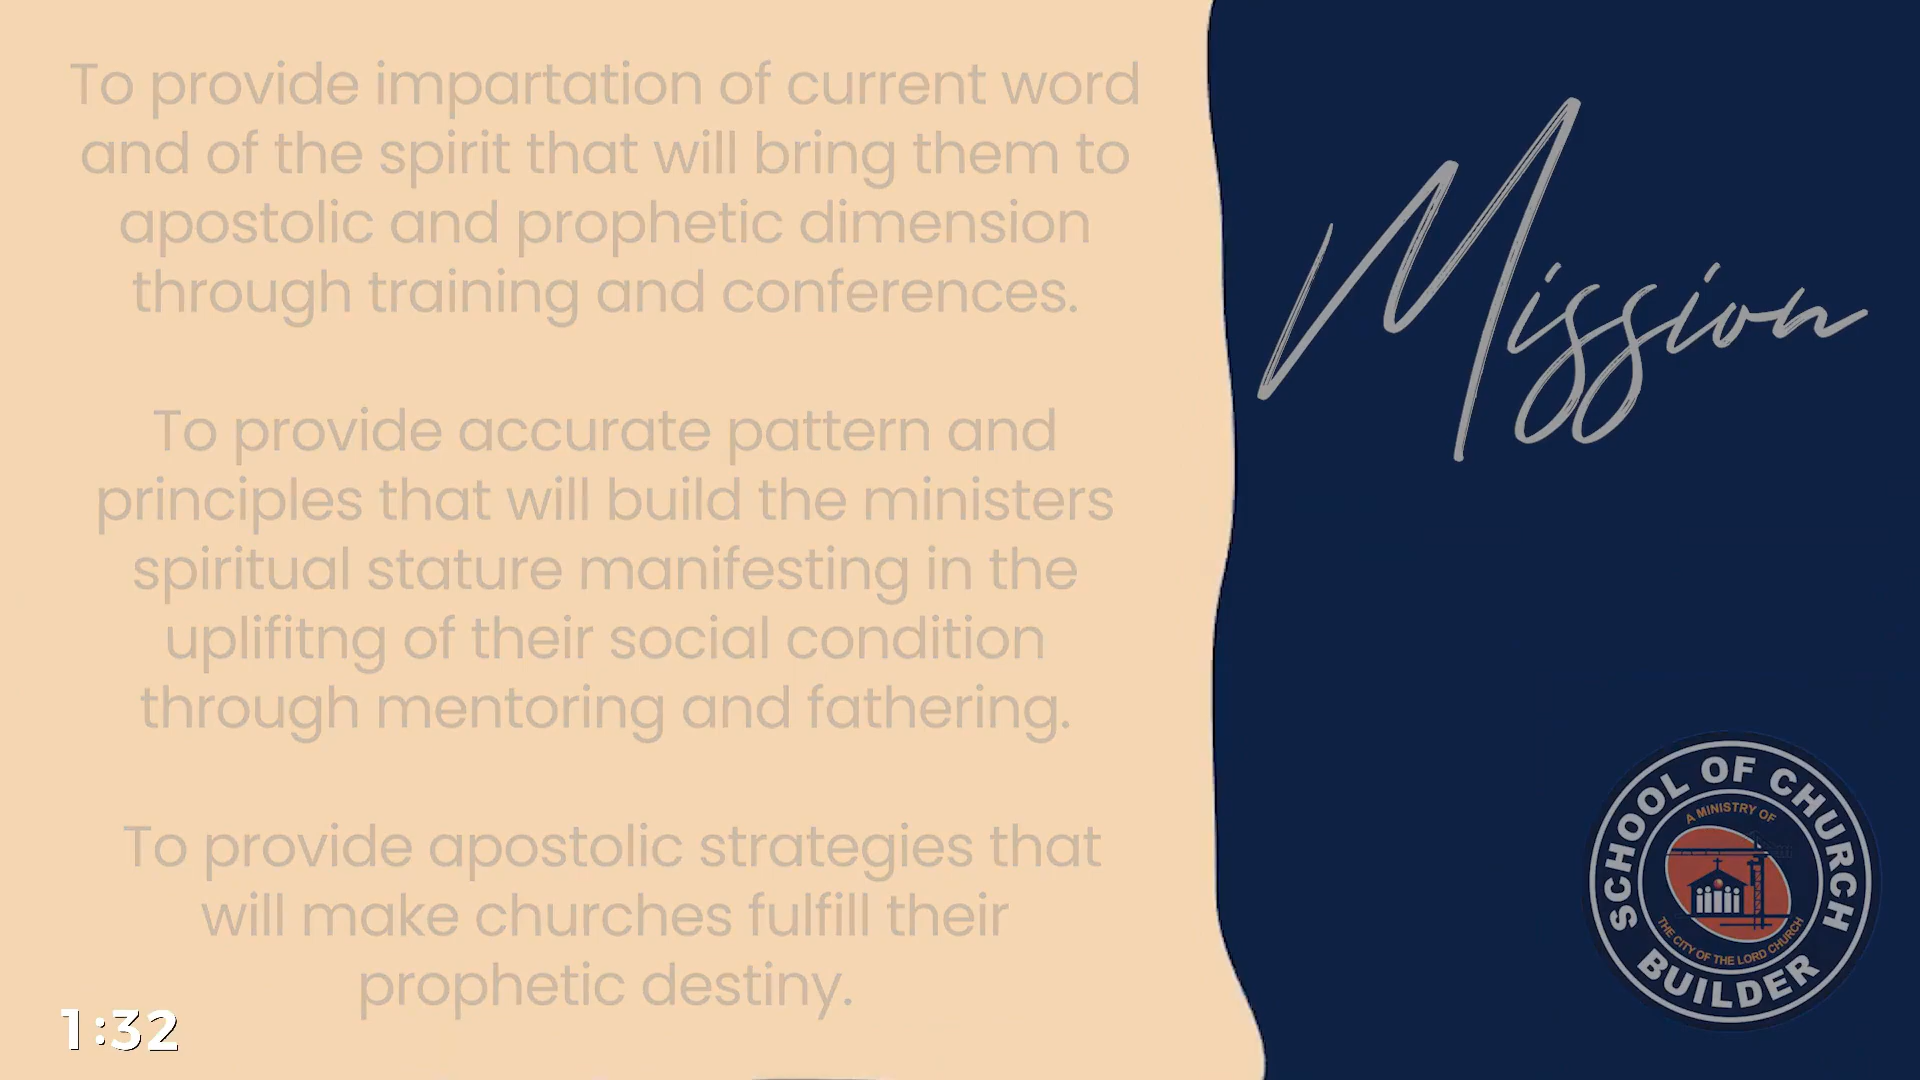 To provide impartation of current word
and of the spirit that will bring them to
apostolic and prophetic dimension
through training and conferences.
To provide accurate pattern and
principles that will build the ministers
spiritual stature manifesting in the
uplifitng of their social condition
through mentoring and fathering.
To provide apostolic strategies that
will make churches fulfill their
prophetic destiny.
1:32
Mission
SCHOOL OF CHURCH
A MINISTRY OF
THE CITY OF THE LORD CHURCH
BUILDER